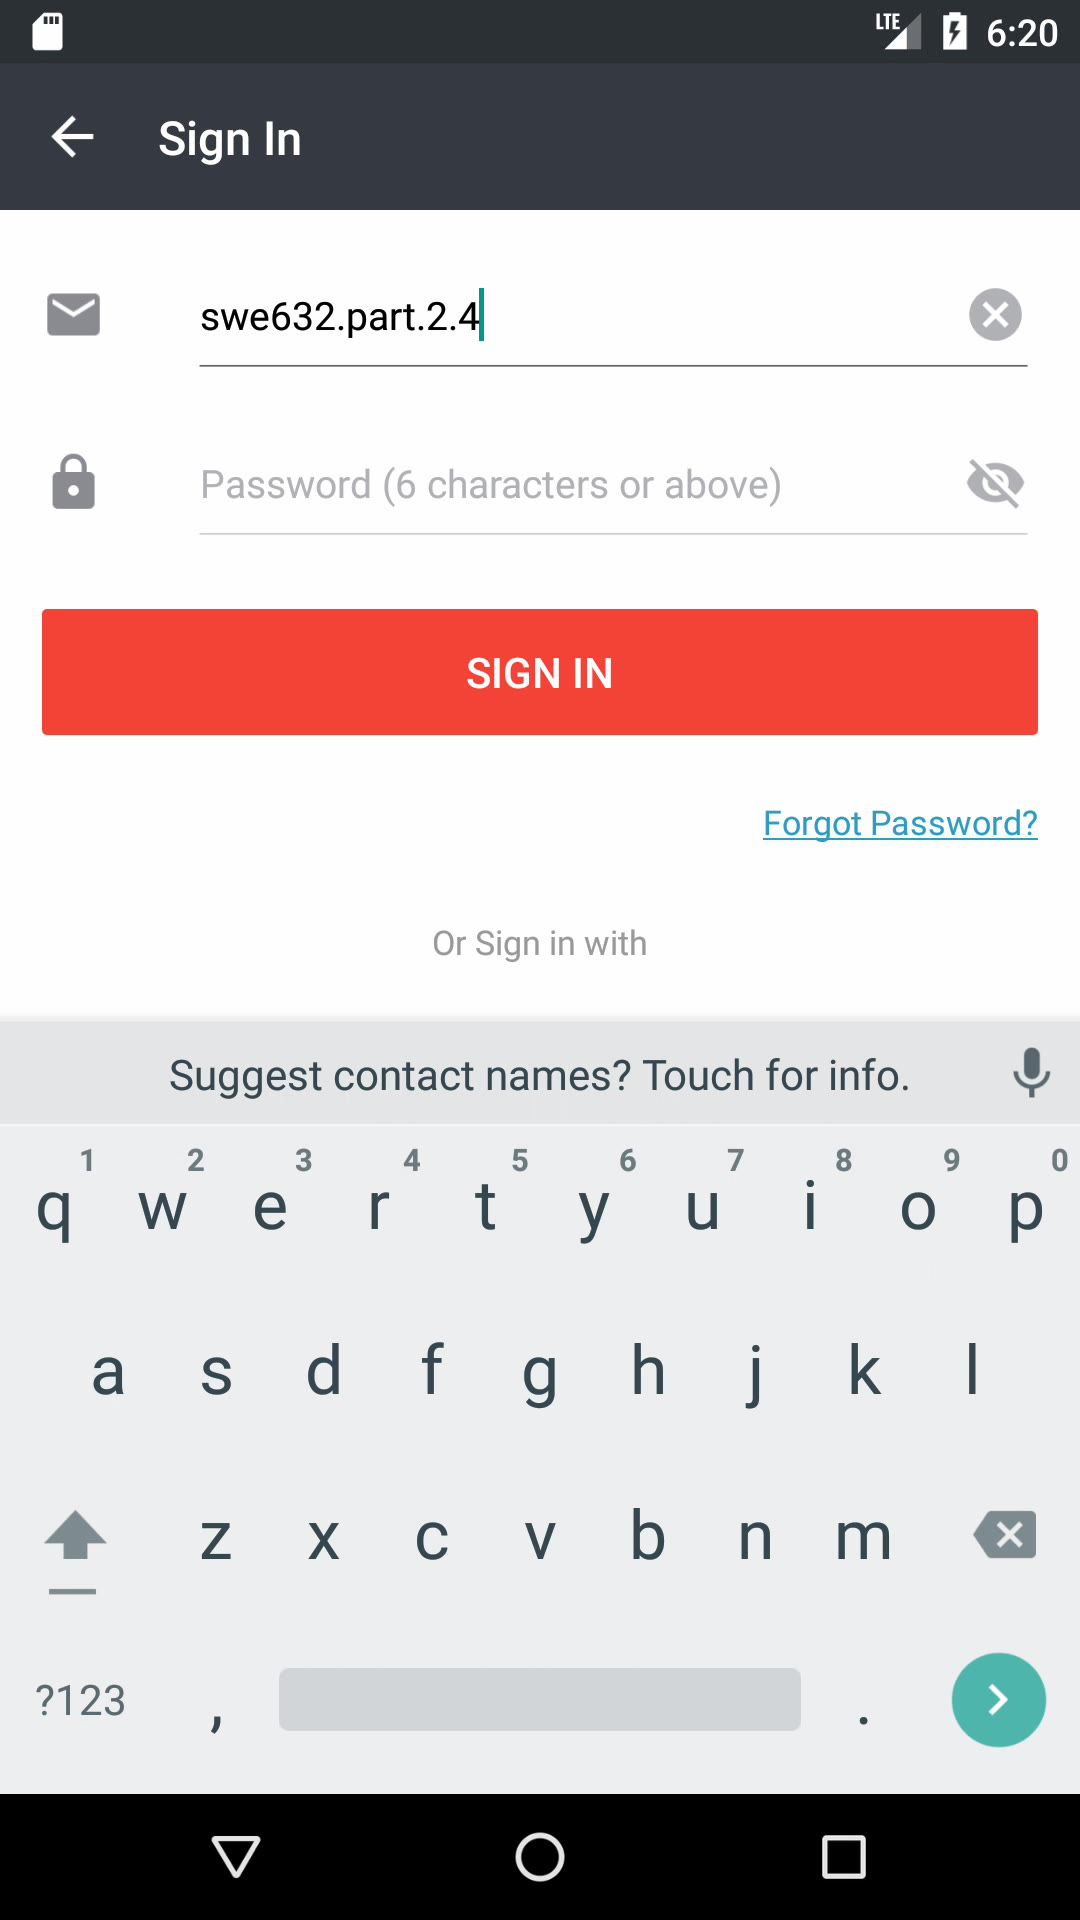 LTE 6:20
Sign In
swe632.part.2.4
Password (6 characters or above)
SIGN IN
Forgot Password?
Or Sign in with
Suggest contact names? Touch for info.
1 2 3 4 5 6 7 8 9 0
q w e r t y u i o p
a s d f g h j k l
z x c v b n m
?123 , .